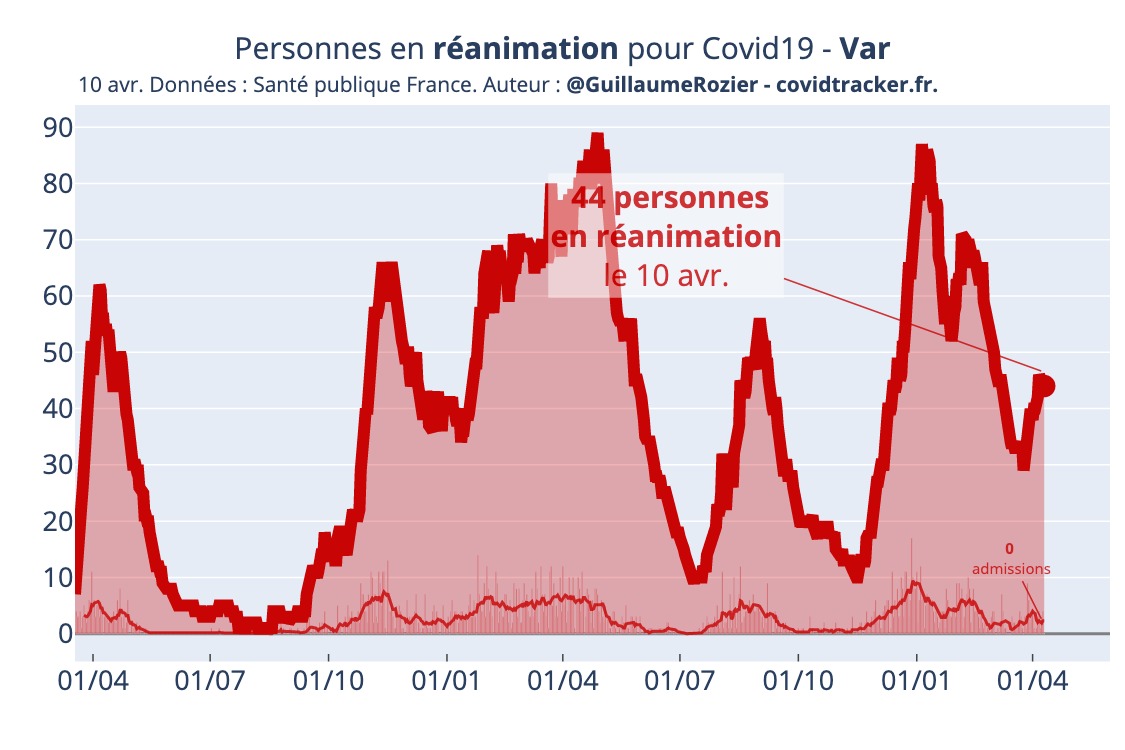 Personnes en réanimation pour Covid19 - Var
10 avr. Données : Santé publique France. Auteur : @GuillaumeRozier - covidtracker.fr.
90
80
70
60
50
40
30
20
10
0
44 personnes
en réanimation
le 10 avr.
0
admissions
01/04 01/07 01/10 01/01 01/04 01/07 01/10 01/01 01/04